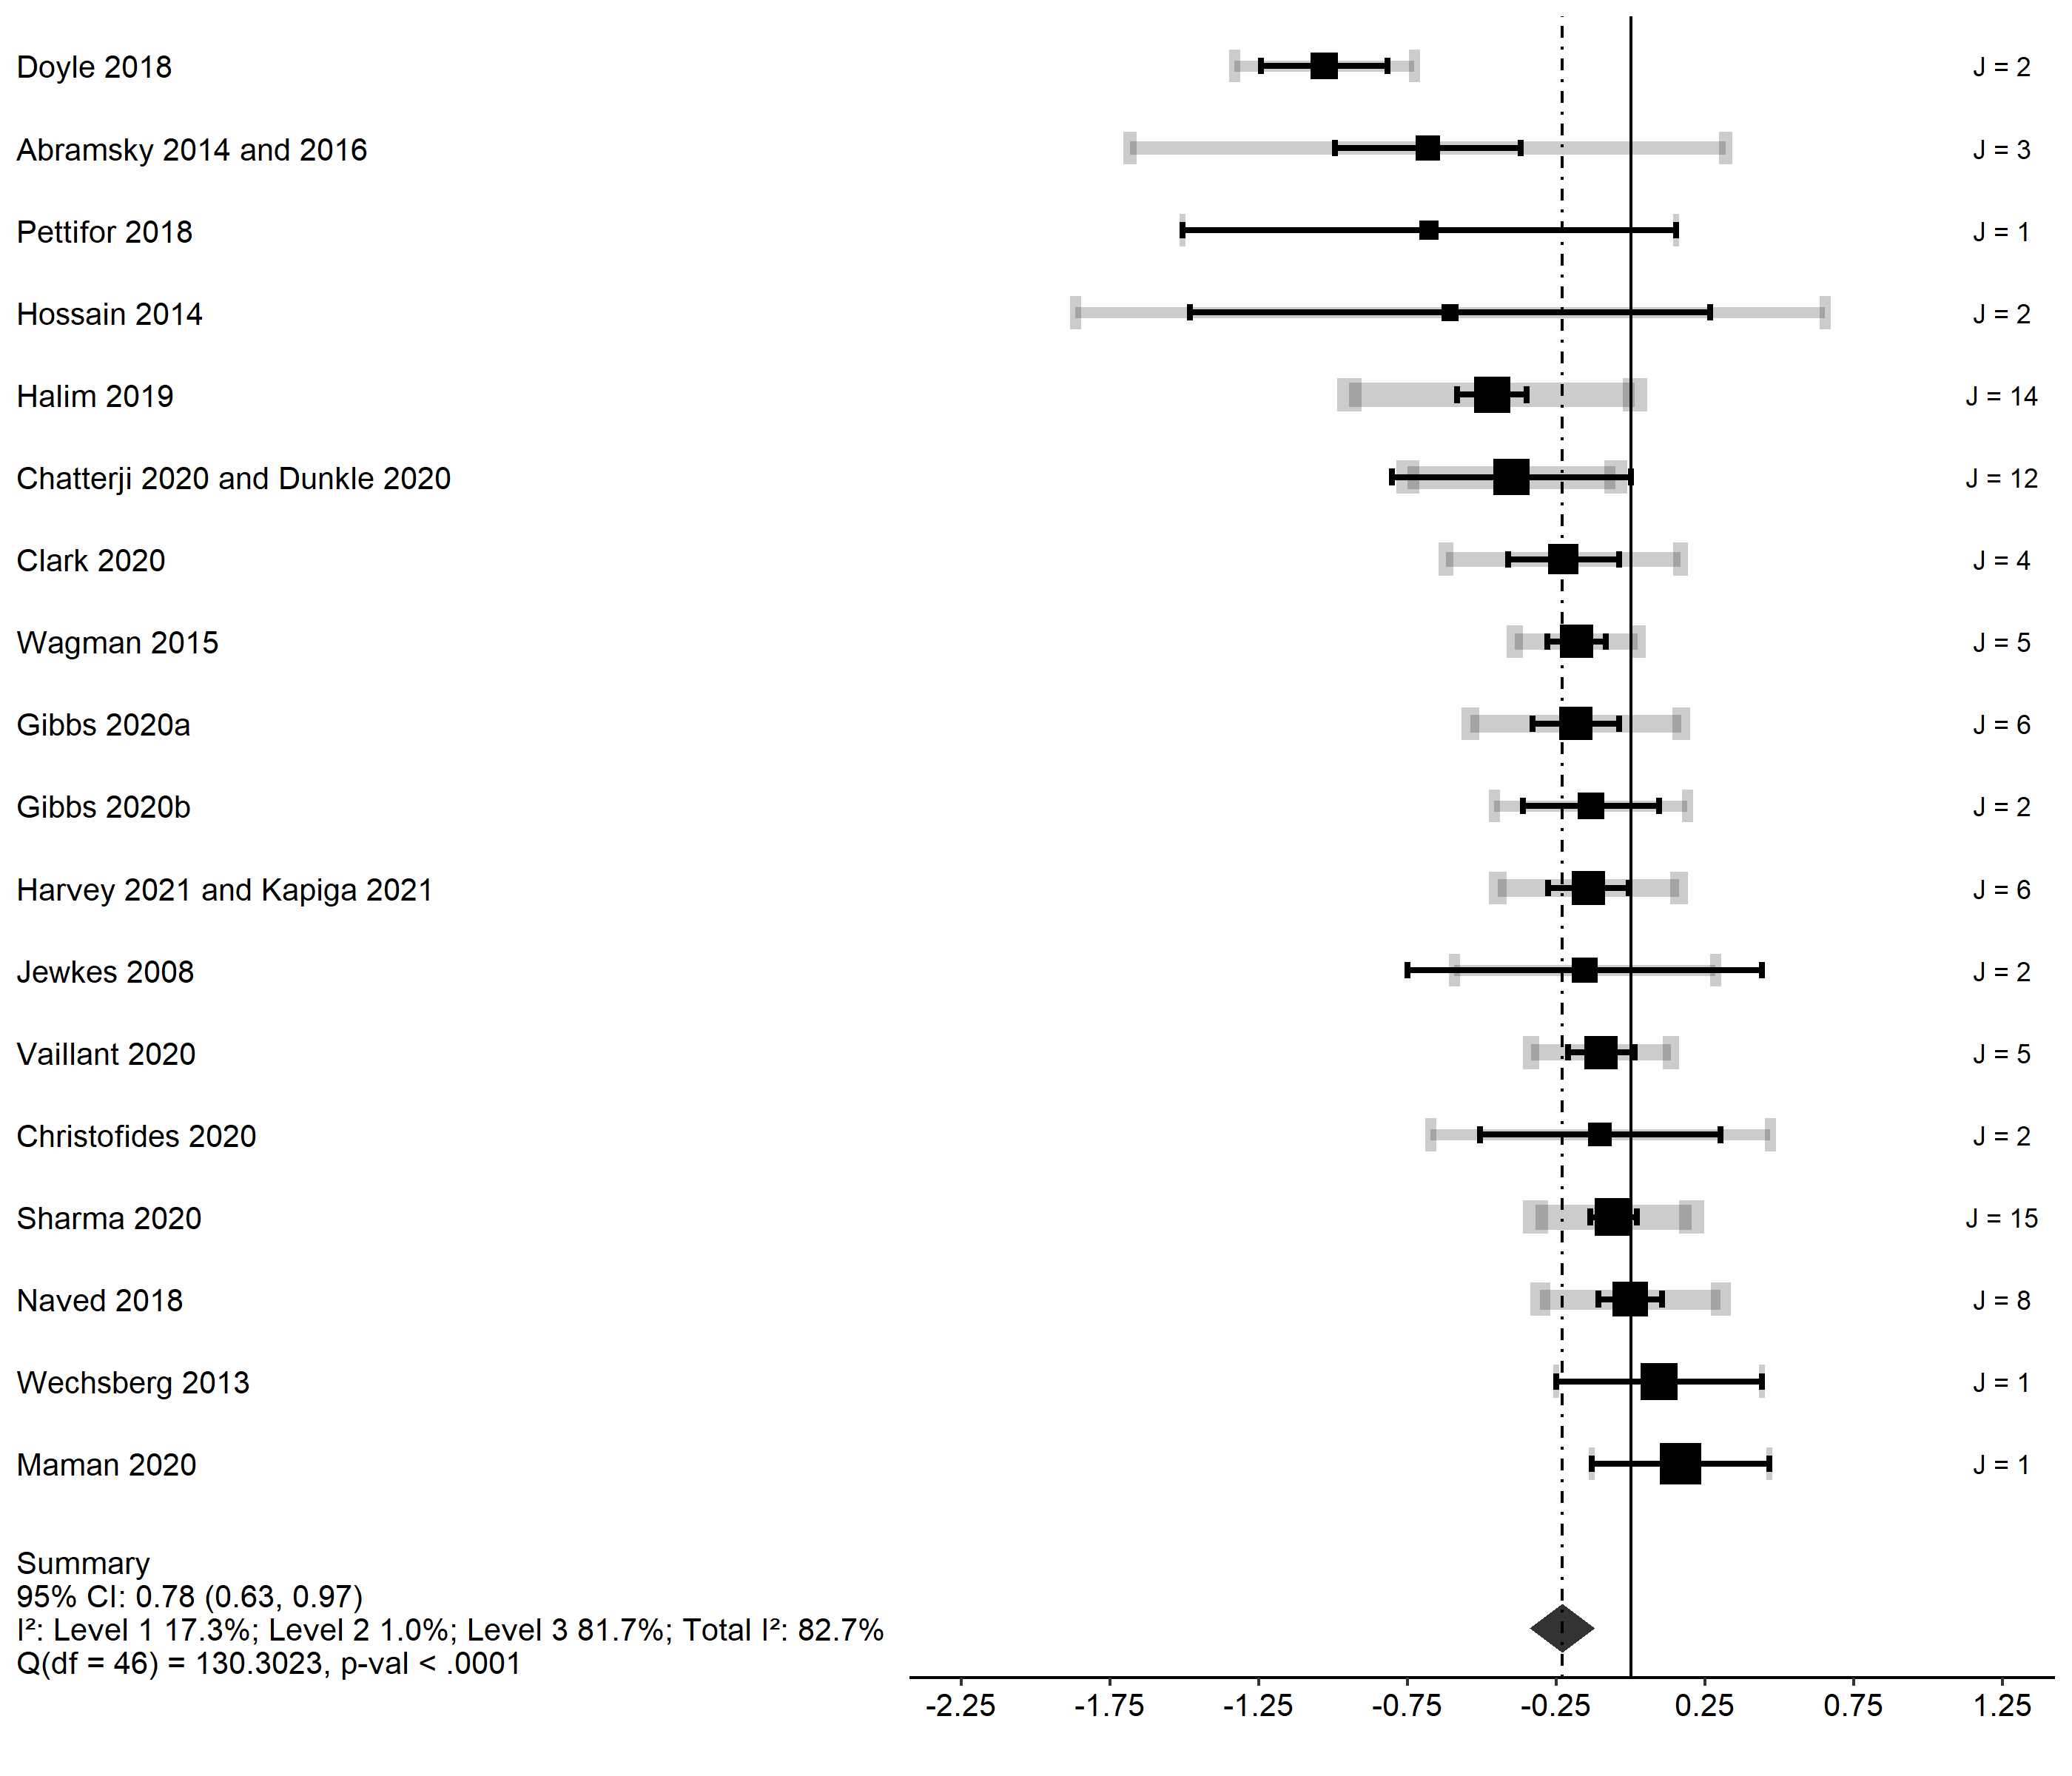 Doyle 2018 J = 2
Abramsky 2014 and 2016 J = 3
Pettifor 2018 J = 1
Hossain 2014 J = 2
Halim 2019 J = 14
Chatterji 2020 and Dunkle 2020 J = 12
Clark 2020 J = 4
Wagman 2015 J = 5
Gibbs 2020a J = 6
Gibbs 2020b J = 2
Harvey 2021 and Kapiga 2021 J = 6
Jewkes 2008 J = 2
Vaillant 2020 J = 5
Christofides 2020 J = 2
Sharma 2020 J = 15
Naved 2018 J = 8
Wechsberg 2013 J = 1
Maman 2020 J = 1
Summary
95% CI: 0.78 (0.63, 0.97)
I²: Level 1 17.3%; Level 2 1.0%; Level 3 81.7%; Total I²: 82.7%
Q(df = 46) = 130.3023, p-val < .0001
-2.25 -1.75 -1.25 -0.75 -0.25 0.25 0.75 1.25